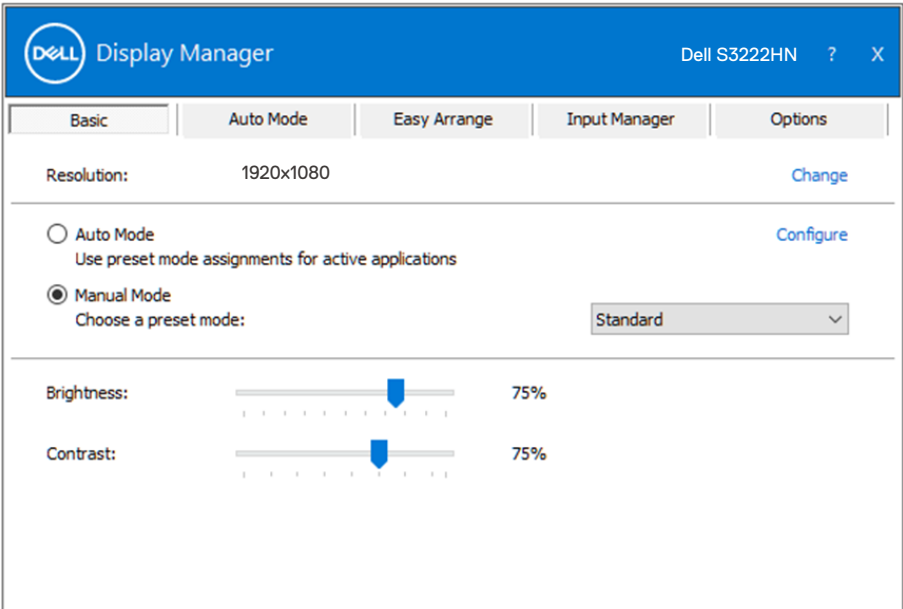 DELL Display Manager Dell S3222HN ? X
Basic Auto Mode Easy Arrange Input Manager Options
Resolution: 1920x1080 Change
Auto Mode Configure
Use preset mode assignments for active applications
Manual Mode
Choose a preset mode: Standard
Brightness: 75%
Contrast: 75%